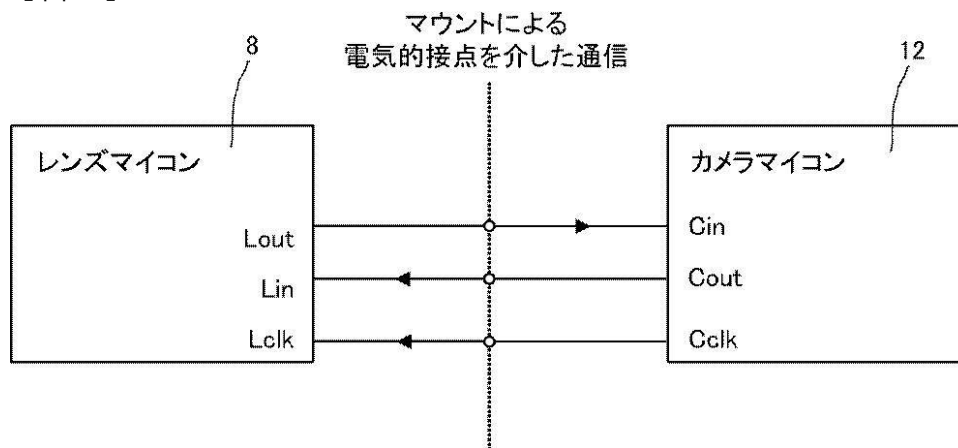 マウントによる
電気的接点を介した通信
8
12
レンズマイコン
カメラマイコン
Lout
Cin
Lin
Cout
Lclk
Cclk